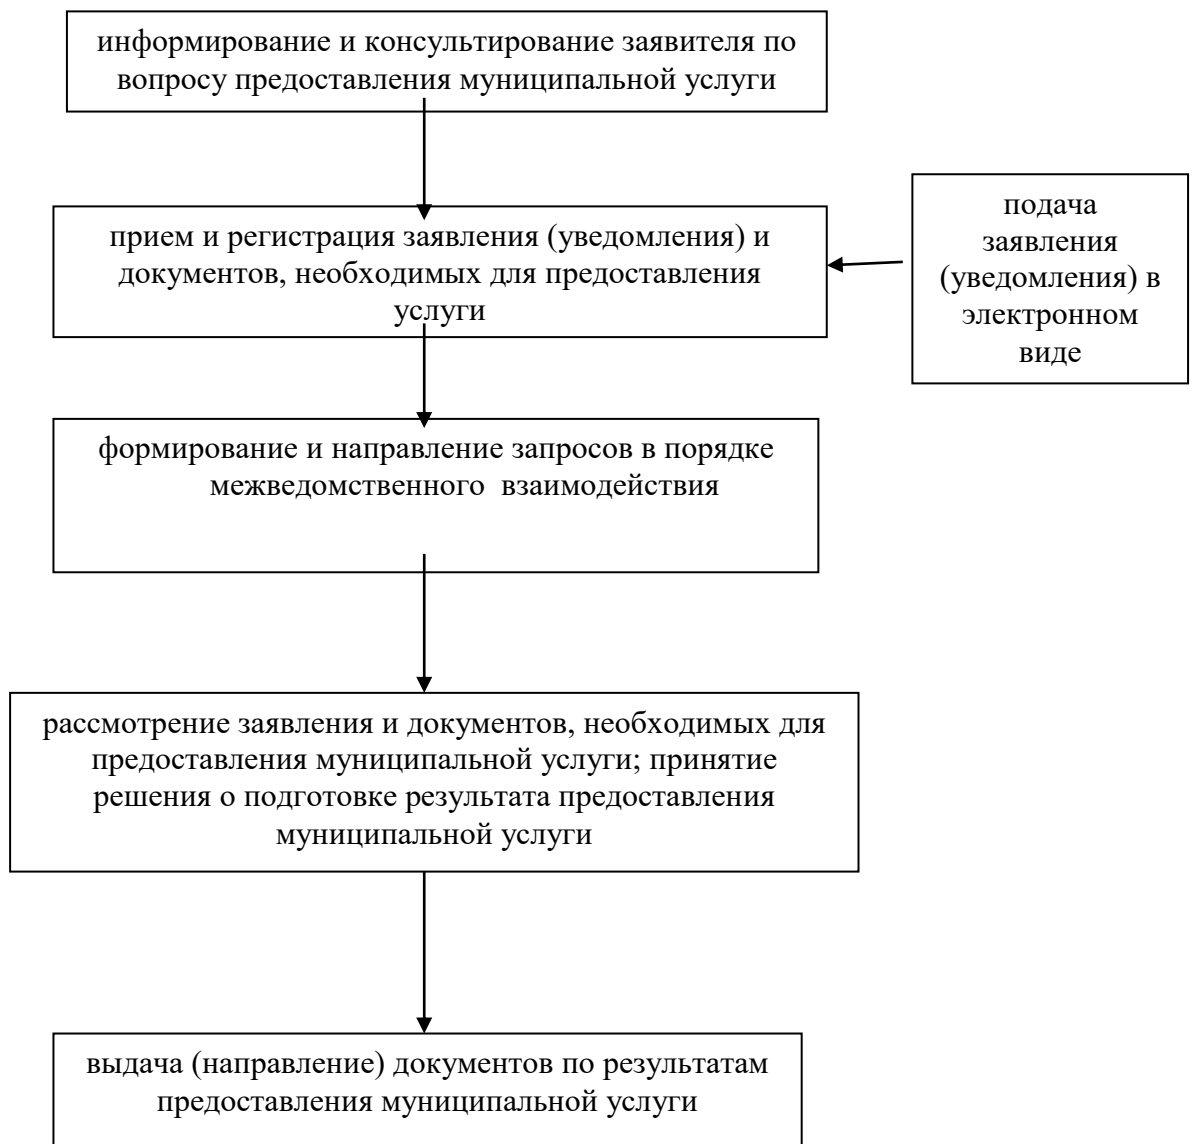 информирование и консультирование заявителя по
вопросу предоставления муниципальной услуги
прием и регистрация заявления (уведомления) и
документов, необходимых для предоставления
услуги
подача
заявления
(уведомления) в
электронном
виде
формирование и направление запросов в порядке
межведомственного взаимодействия
рассмотрение заявления и документов, необходимых для
предоставления муниципальной услуги; принятие
решения о подготовке результата предоставления
муниципальной услуги
выдача (направление) документов по результатам
предоставления муниципальной услуги